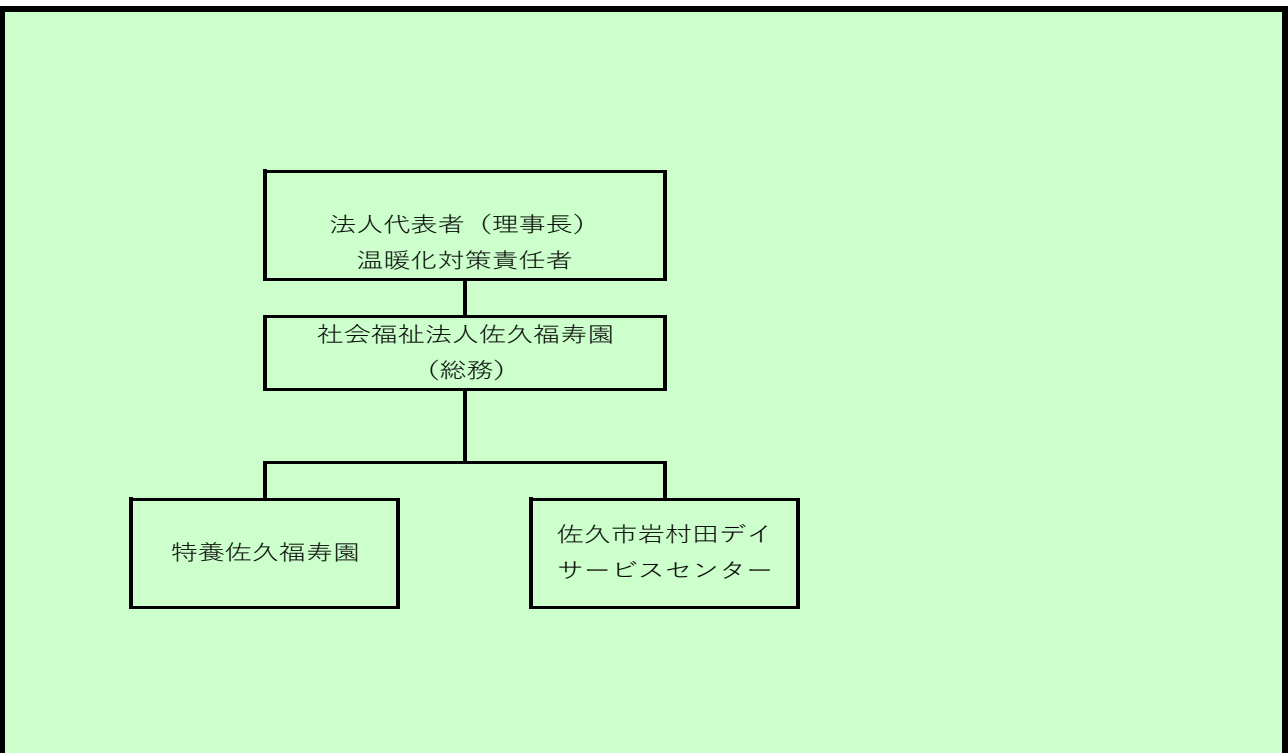 法人代表者（理事長）
温暖化対策責任者
社会福祉法人佐久福寿園
（総務）
特養佐久福寿園
佐久市岩村田デイ
サービスセンター